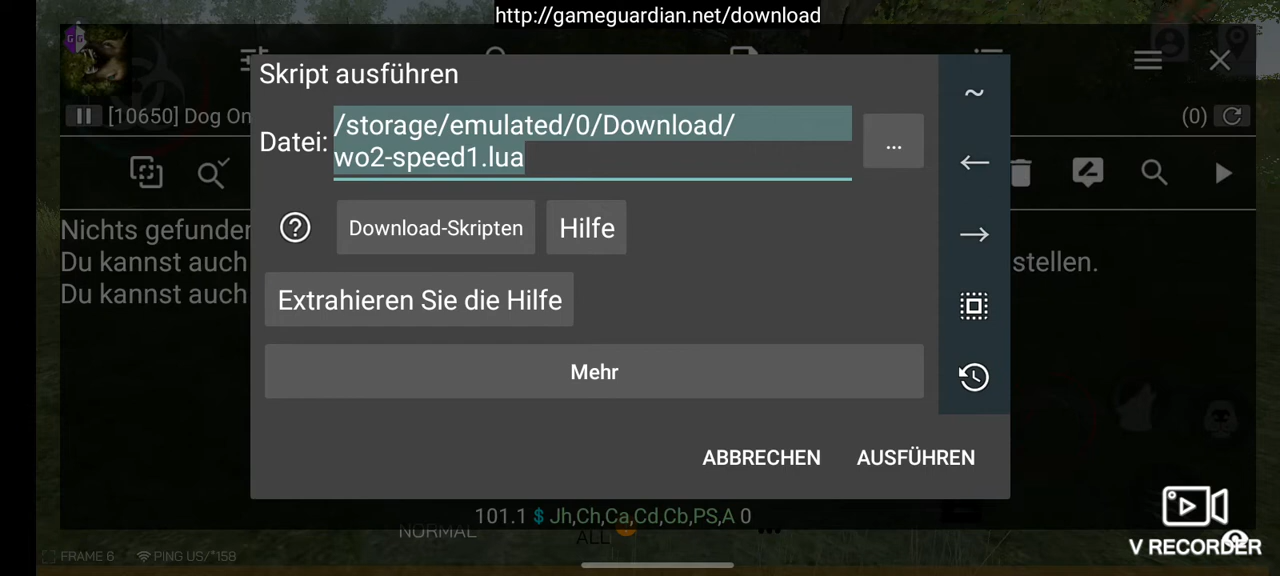 http://gameguardian.net/download
Skript ausführen
[10650] Dog On
(0)
Datei: /storage/emulated/0/Download/
wo2-speed1.lua
...
~
Download-Skripten
Hilfe
Nichts gefunden
Du kannst auch
stellen.
Du kannst auch
Extrahieren Sie die Hilfe
Mehr
ABBRECHEN
AUSFÜHREN
101.1 $ Jh,Ch,Ca,Cd,Cb,PS,A 0
NORMAL
ALL
FRAME 6
PING US/*158
V RECORDER